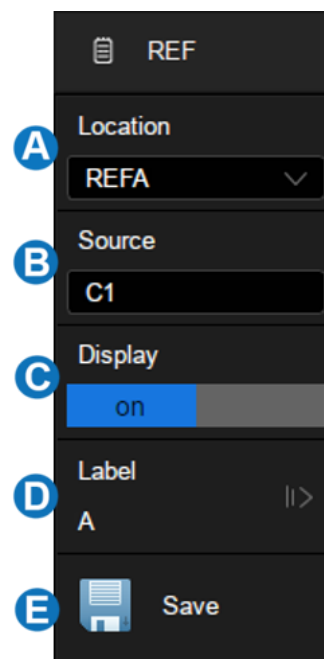 REF
A
Location
REFA
B
Source
C1
C
Display
on
D
Label
A
E
Save